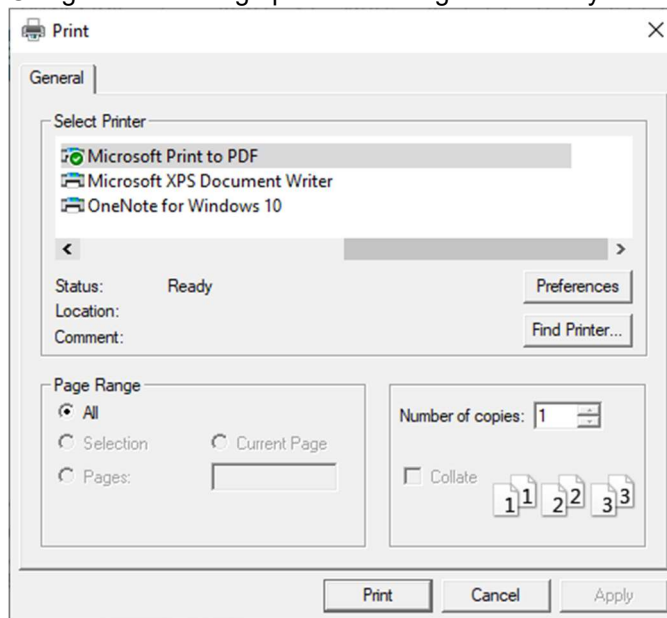 Print
General
Select Printer
Microsoft Print to PDF
Microsoft XPS Document Writer
OneNote for Windows 10
Status: Ready
Preferences
Location:
Comment:
Find Printer...
Page Range
All
Selection
Current Page
Pages:
Number of copies: 1
Collate
1 1 2 2 3 3
Print
Cancel
Apply